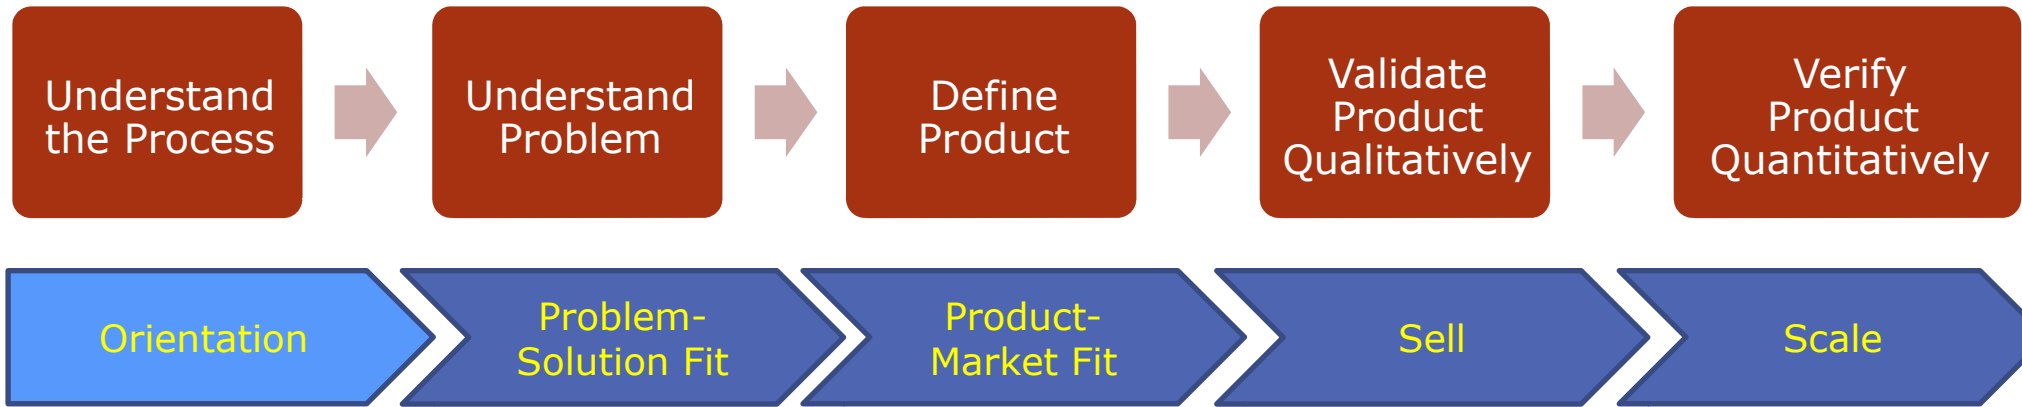 Understand
the Process
Understand
Problem
Define
Product
Validate
Product
Qualitatively
Verify
Product
Quantitatively
Orientation
Problem-
Solution Fit
Product-
Market Fit
Sell
Scale